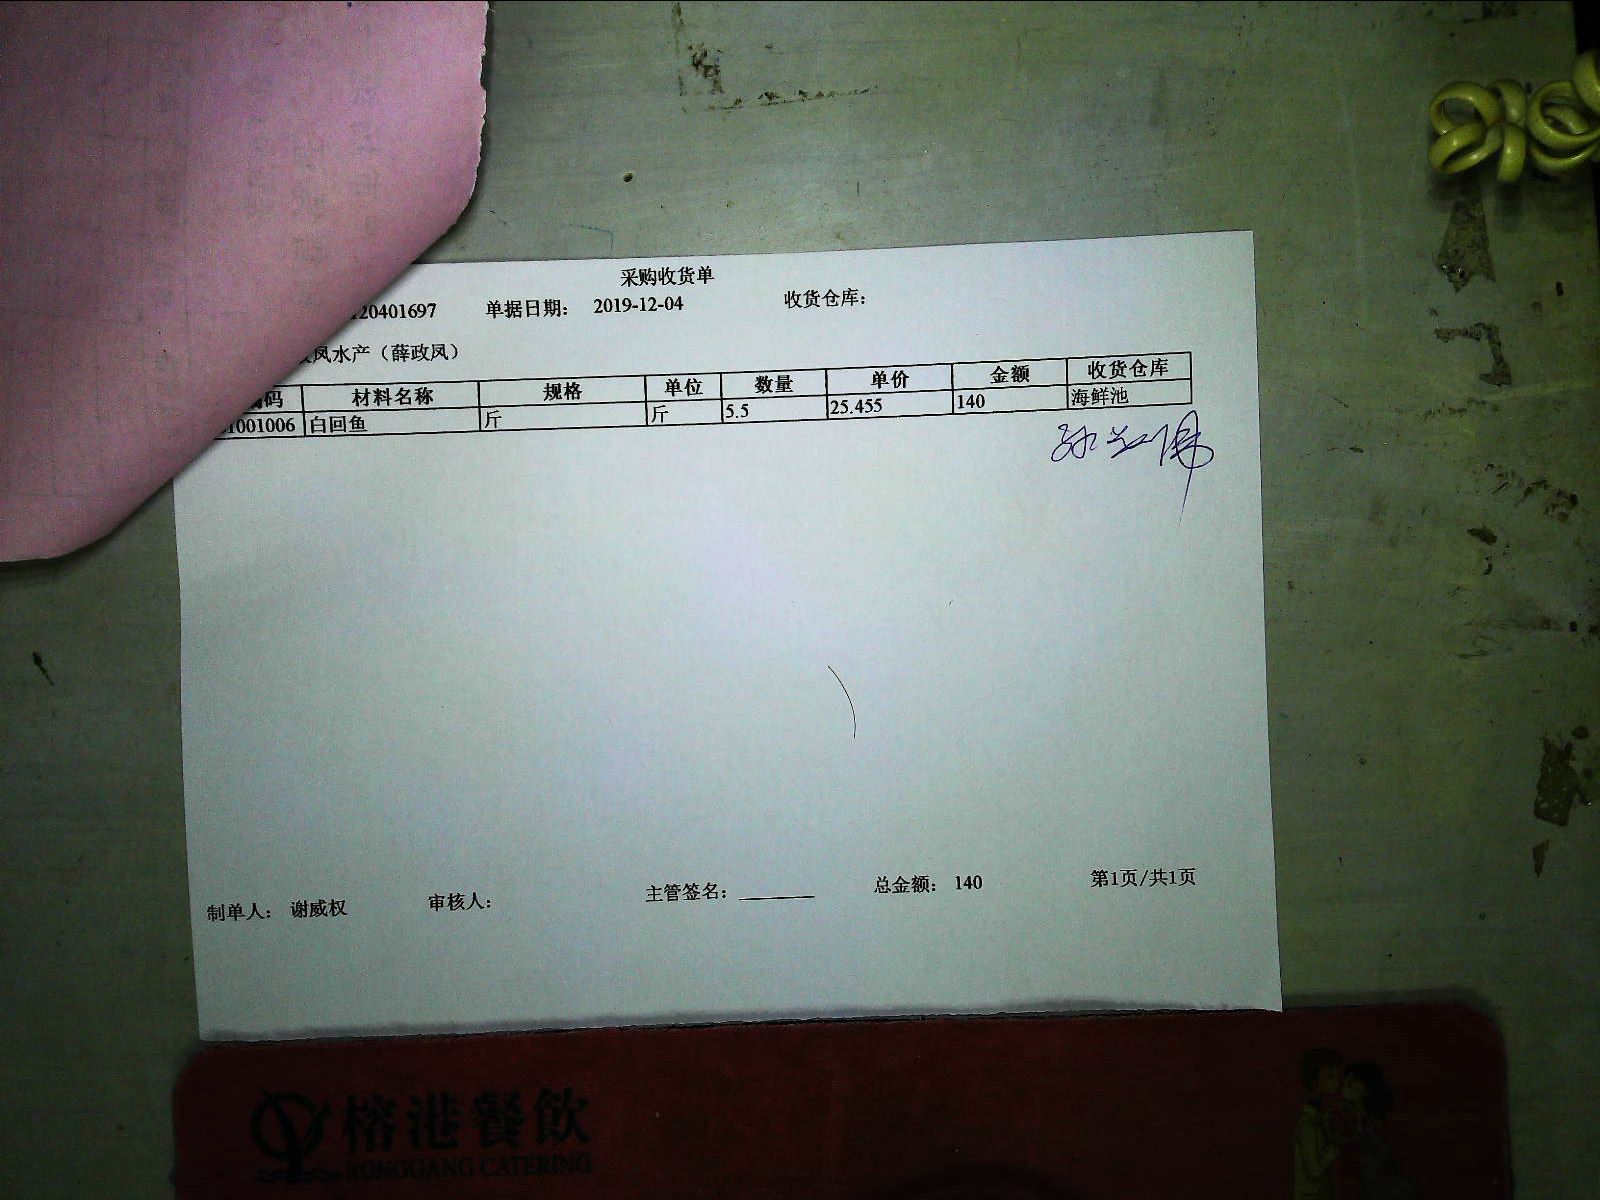 采购收货单
20401697 单据日期: 2019-12-04 收货仓库:
凤水产（薛政凤）
码 材料名称 规格 单位 数量 单价 金额 收货仓库
001006 白回鱼 斤 斤 5.5 25.455 140 海鲜池
制单人: 谢威权 审核人: 主管签名: 总金额: 140 第1页/共1页
榕港餐飲
RONGGANG CATERING